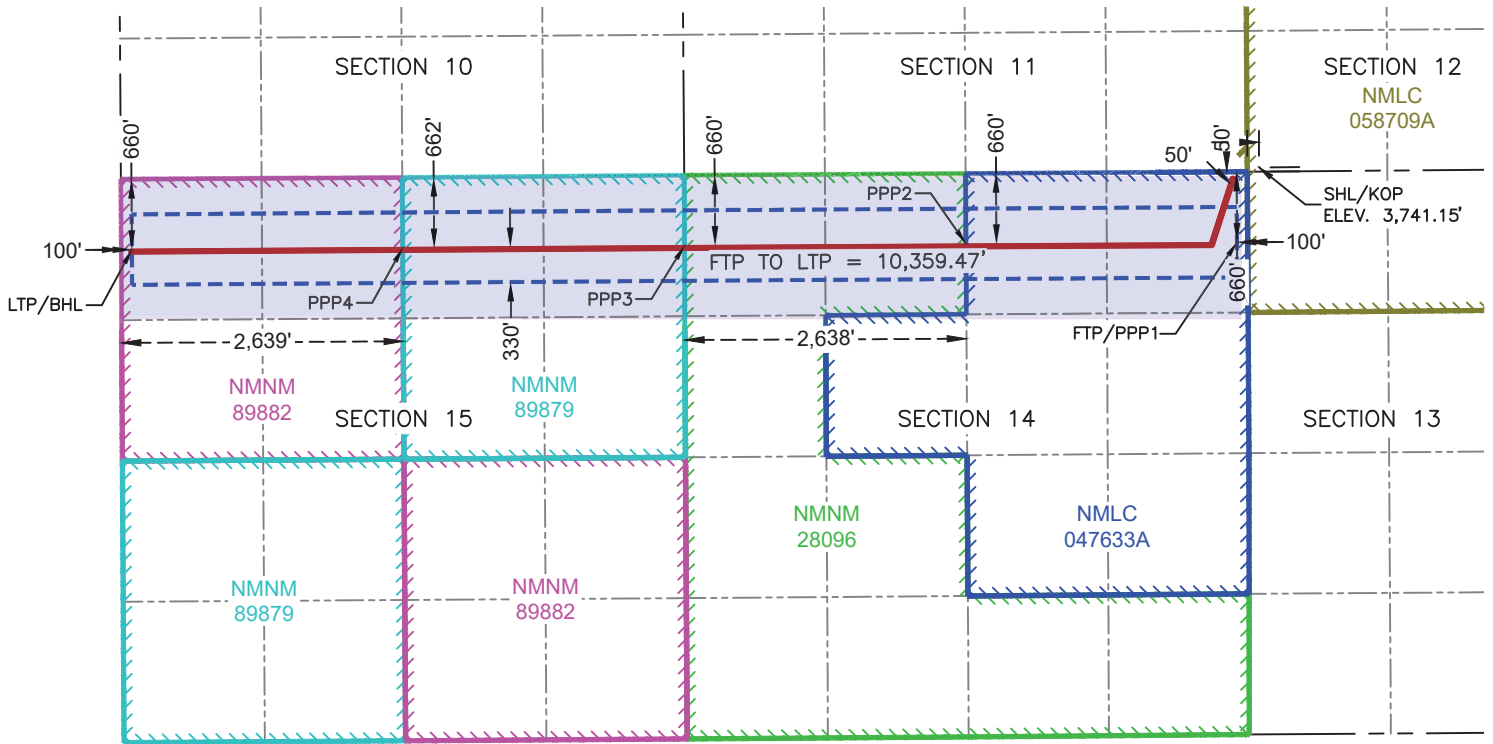 SECTION 10
SECTION 11
SECTION 12
NMLC
058709A
660'
662'
660'
660'
50'
50'
PPP2
SHL/KOP
ELEV. 3,741.15'
100'
100'
FTP TO LTP = 10,359.47'
LTP/BHL
PPP4
PPP3
660'
FTP/PPP1
2,639'
330'
2,638'
NMNM
89882
NMNM
89879
SECTION 15
SECTION 14
SECTION 13
NMNM
28096
NMLC
047633A
NMNM
89879
NMNM
89882